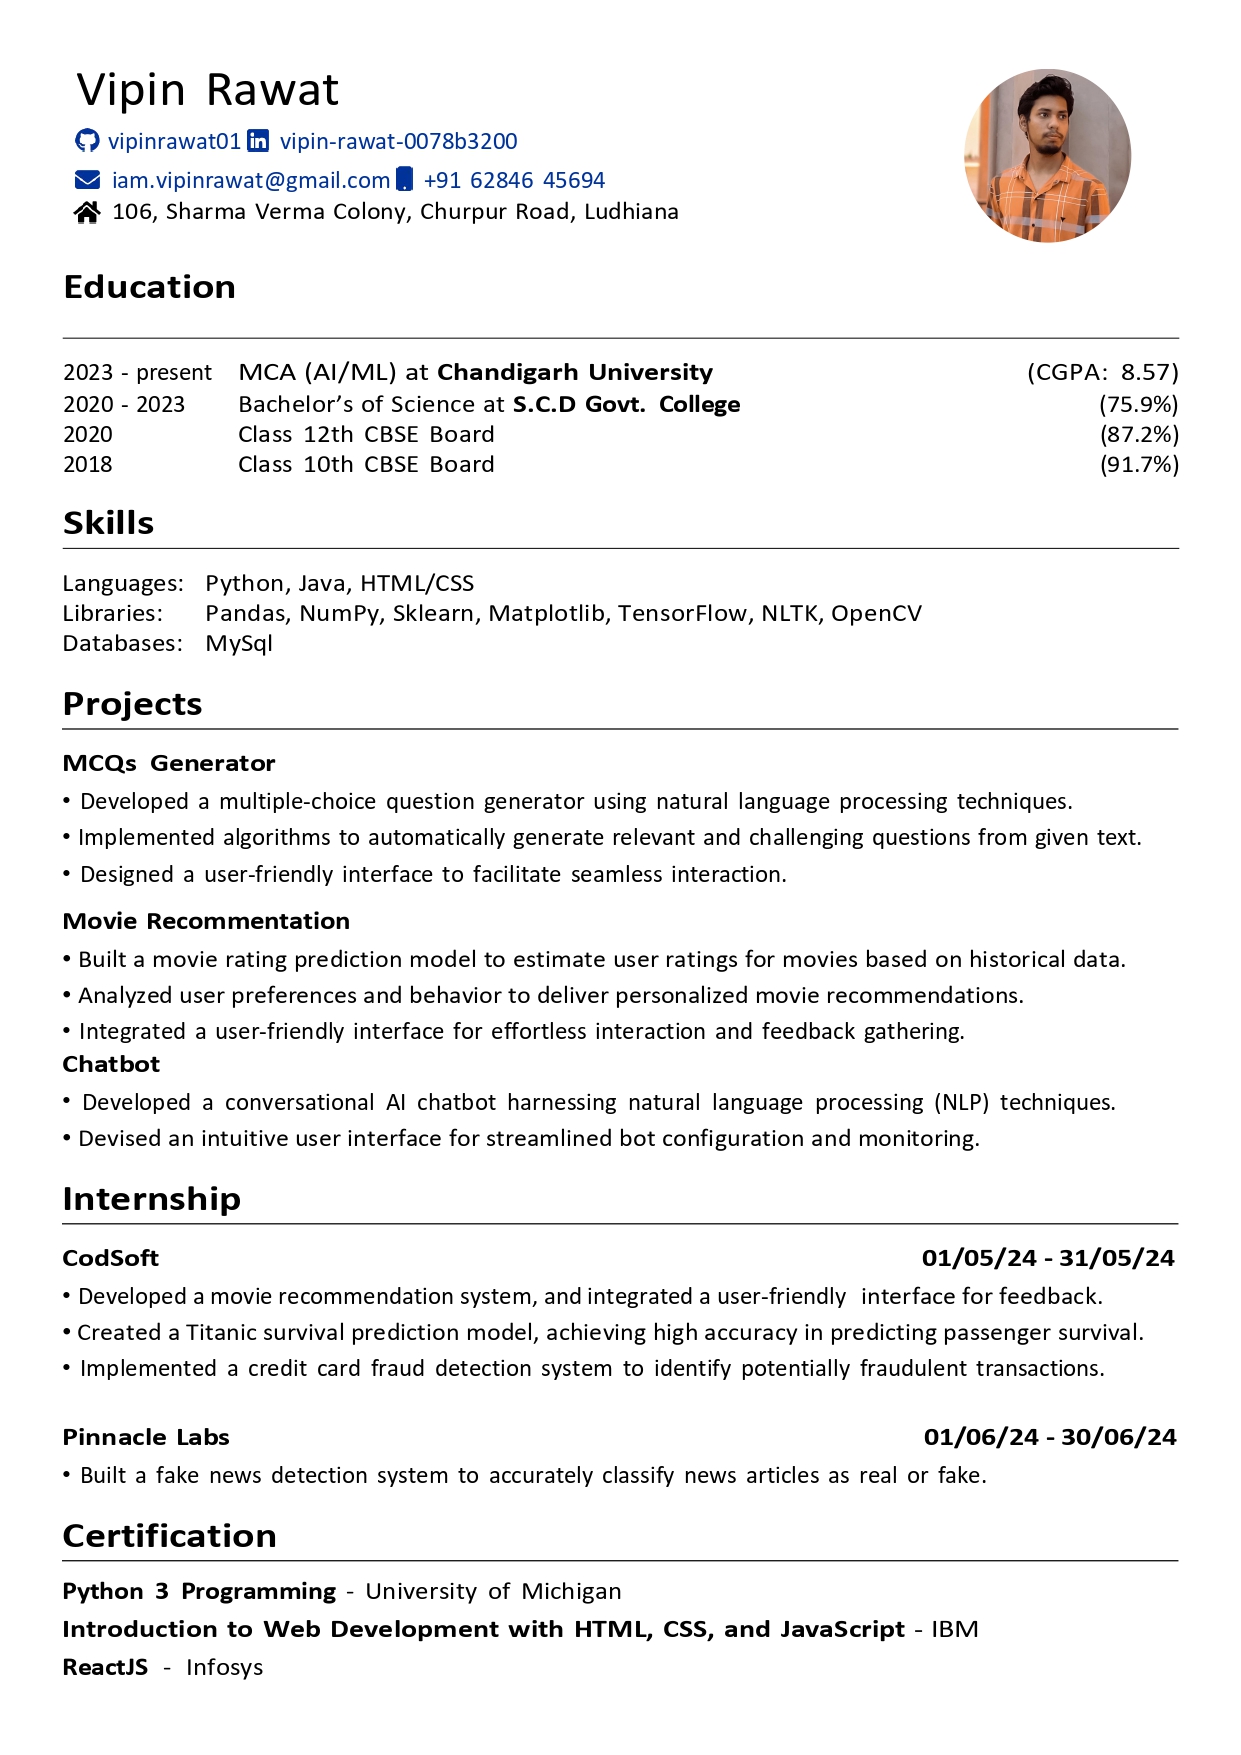 Vipin Rawat
vipinrawat01 vipin-rawat-0078b3200
iam.vipinrawat@gmail.com +91 62846 45694
106, Sharma Verma Colony, Churpur Road, Ludhiana
Education
2023 - present MCA (AI/ML) at Chandigarh University (CGPA: 8.57)
2020 - 2023 Bachelor’s of Science at S.C.D Govt. College (75.9%)
2020 Class 12th CBSE Board (87.2%)
2018 Class 10th CBSE Board (91.7%)
Skills
Languages: Python, Java, HTML/CSS
Libraries: Pandas, NumPy, Sklearn, Matplotlib, TensorFlow, NLTK, OpenCV
Databases: MySql
Projects
MCQs Generator
• Developed a multiple-choice question generator using natural language processing techniques.
• Implemented algorithms to automatically generate relevant and challenging questions from given text.
• Designed a user-friendly interface to facilitate seamless interaction.
Movie Recommentation
• Built a movie rating prediction model to estimate user ratings for movies based on historical data.
• Analyzed user preferences and behavior to deliver personalized movie recommendations.
• Integrated a user-friendly interface for effortless interaction and feedback gathering.
Chatbot
• Developed a conversational AI chatbot harnessing natural language processing (NLP) techniques.
• Devised an intuitive user interface for streamlined bot configuration and monitoring.
Internship
CodSoft 01/05/24 - 31/05/24
• Developed a movie recommendation system, and integrated a user-friendly interface for feedback.
• Created a Titanic survival prediction model, achieving high accuracy in predicting passenger survival.
• Implemented a credit card fraud detection system to identify potentially fraudulent transactions.
Pinnacle Labs 01/06/24 - 30/06/24
• Built a fake news detection system to accurately classify news articles as real or fake.
Certification
Python 3 Programming - University of Michigan
Introduction to Web Development with HTML, CSS, and JavaScript - IBM
ReactJS - Infosys